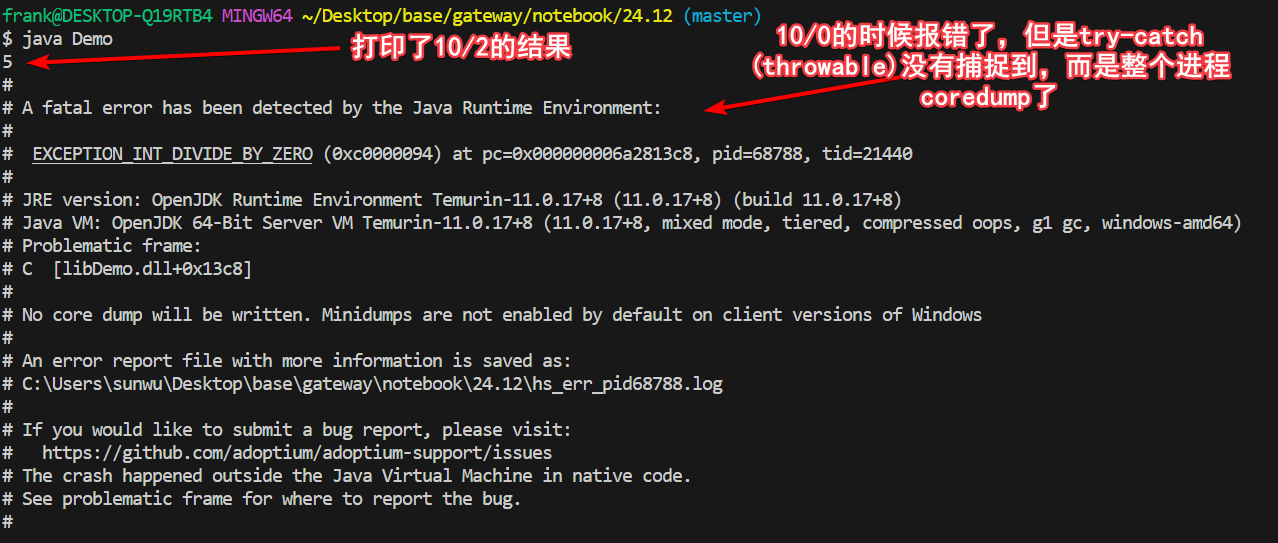 frank@DESKTOP-Q19RTB4 MINGW64 ~/Desktop/base/gateway/notebook/24.12 (master)
$ java Demo
5
打印了10/2的结果
10/0的时候报错了，但是try-catch
(throwable)没有捕捉到，而是整个进程
coredump了
#
# A fatal error has been detected by the Java Runtime Environment:
#
#  EXCEPTION_INT_DIVIDE_BY_ZERO (0xc0000094) at pc=0x000000006a2813c8, pid=68788, tid=21440
#
# JRE version: OpenJDK Runtime Environment Temurin-11.0.17+8 (11.0.17+8) (build 11.0.17+8)
# Java VM: OpenJDK 64-Bit Server VM Temurin-11.0.17+8 (11.0.17+8, mixed mode, tiered, compressed oops, g1 gc, windows-amd64)
# Problematic frame:
# C  [libDemo.dll+0x13c8]
#
# No core dump will be written. Minidumps are not enabled by default on client versions of Windows
#
# An error report file with more information is saved as:
# C:\Users\sunwu\Desktop\base\gateway\notebook\24.12\hs_err_pid68788.log
#
# If you would like to submit a bug report, please visit:
#   https://github.com/adoptium/adoptium-support/issues
# The crash happened outside the Java Virtual Machine in native code.
# See problematic frame for where to report the bug.
#